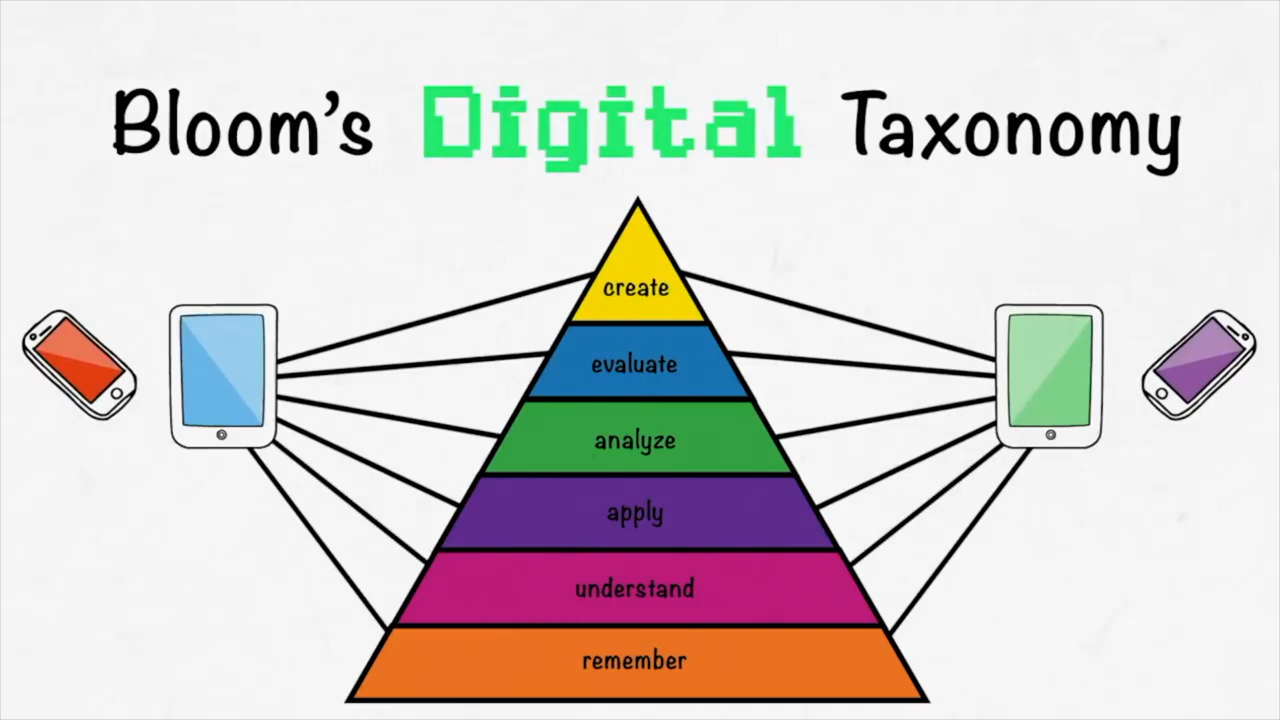 Bloom's Digital Taxonomy
create
evaluate
analyze
apply
understand
remember